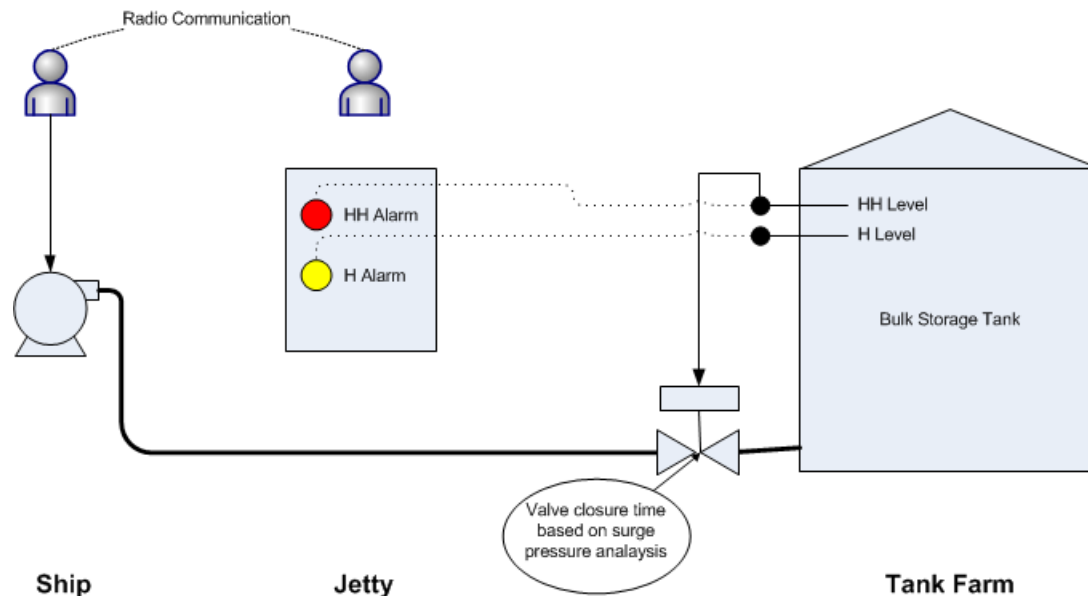 Radio Communication
HH Alarm
H Alarm
HH Level
H Level
Bulk Storage Tank
Valve closure time
based on surge
pressure analaysis
Ship
Jetty
Tank Farm